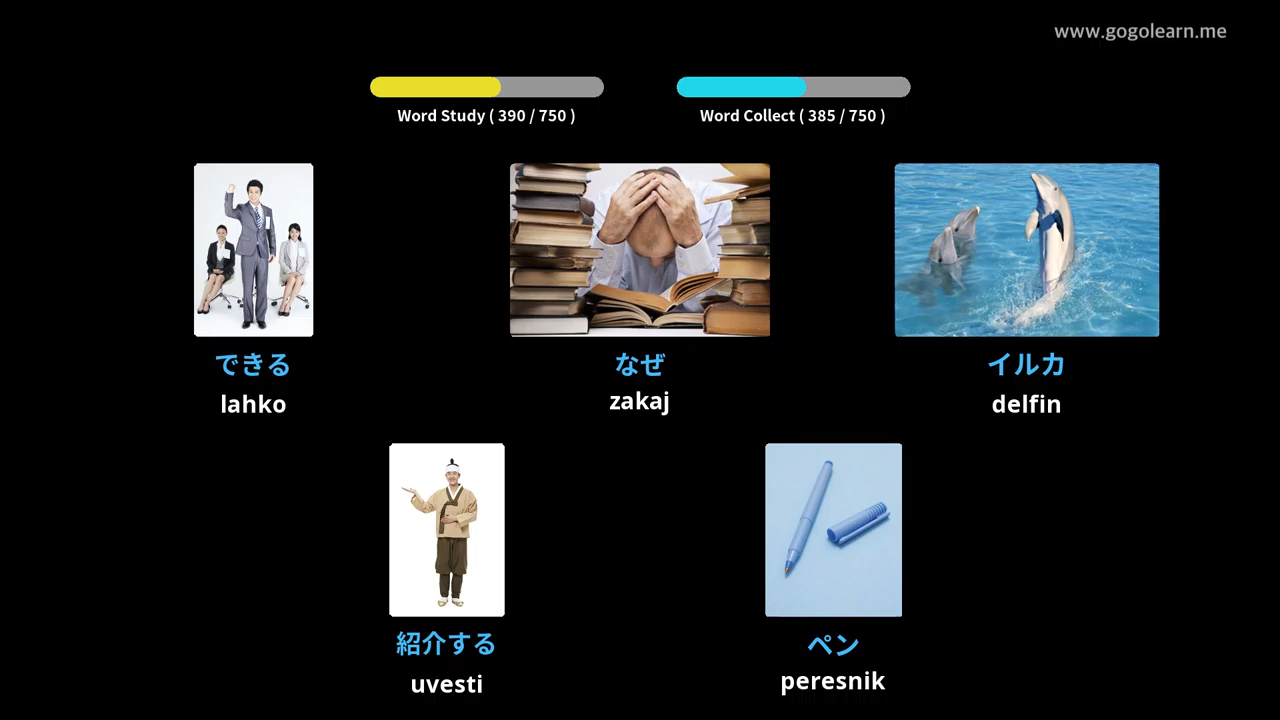 www.gogolearn.me
Word Study ( 390 / 750 )
Word Collect ( 385 / 750 )
できる
lahko
なぜ
zakaj
イルカ
delfin
紹介する
uvesti
ペン
peresnik